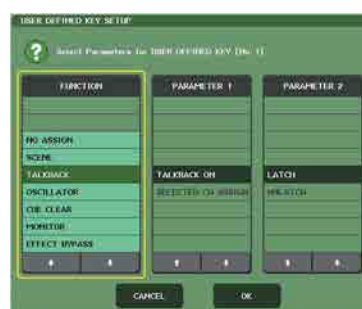 USER DEFINED KEY SETUP
Select Parameters for USER DEFINED KEY [No. 1]
FUNCTION
PARAMETER 1
PARAMETER 2
NO ASSIGN
SCENE
TALKBACK
TALKBACK ON
LATCH
OSCILLATOR
SELECTED CH ASSIGN
UNLATCH
CUE CLEAR
MONITOR
EFFECT BYPASS
CANCEL
OK